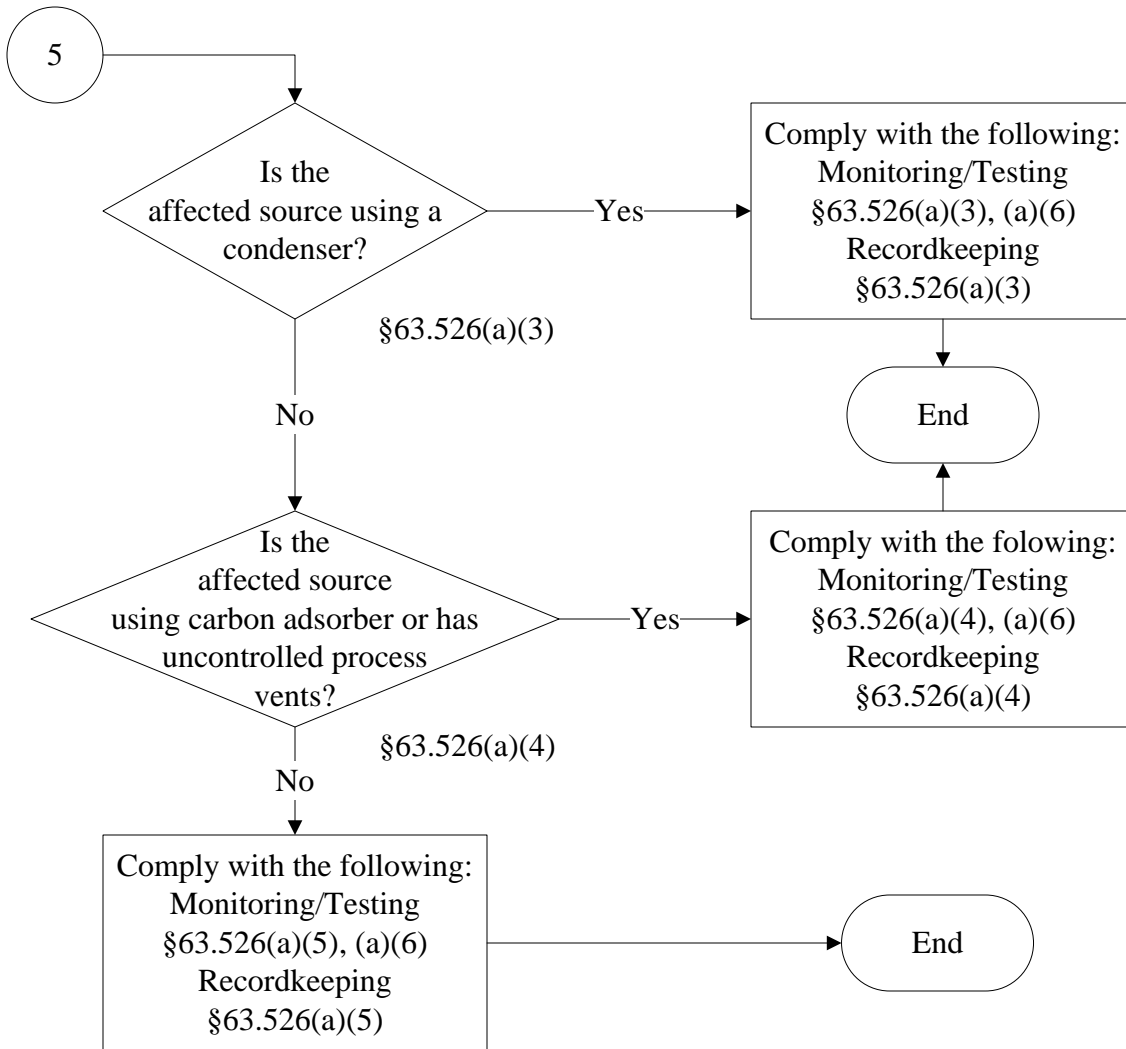 5
Is the
affected source using a
condenser?
Yes
Comply with the following:
Monitoring/Testing
§63.526(a)(3), (a)(6)
Recordkeeping
§63.526(a)(3)
§63.526(a)(3)
No
End
Is the
affected source
using carbon adsorber or has
uncontrolled process
vents?
Yes
Comply with the folowing:
Monitoring/Testing
§63.526(a)(4), (a)(6)
Recordkeeping
§63.526(a)(4)
§63.526(a)(4)
No
Comply with the following:
Monitoring/Testing
§63.526(a)(5), (a)(6)
Recordkeeping
§63.526(a)(5)
End